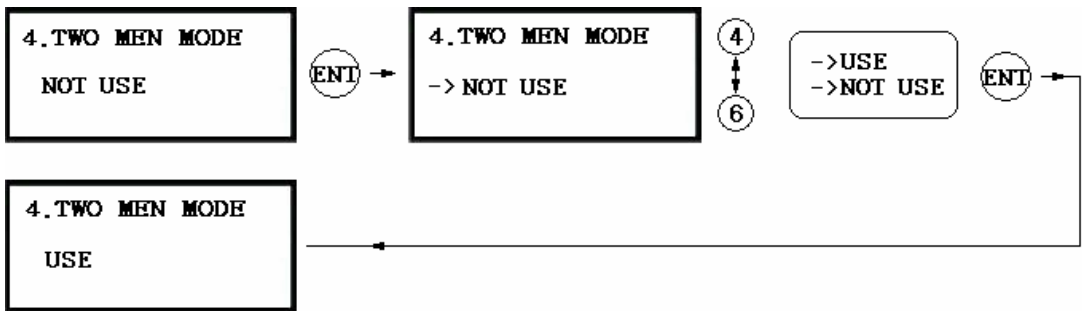 4.TWO MEN MODE
NOT USE
ENT
4.TWO MEN MODE
->NOT USE
4
6
->USE
->NOT USE
ENT
4.TWO MEN MODE
USE